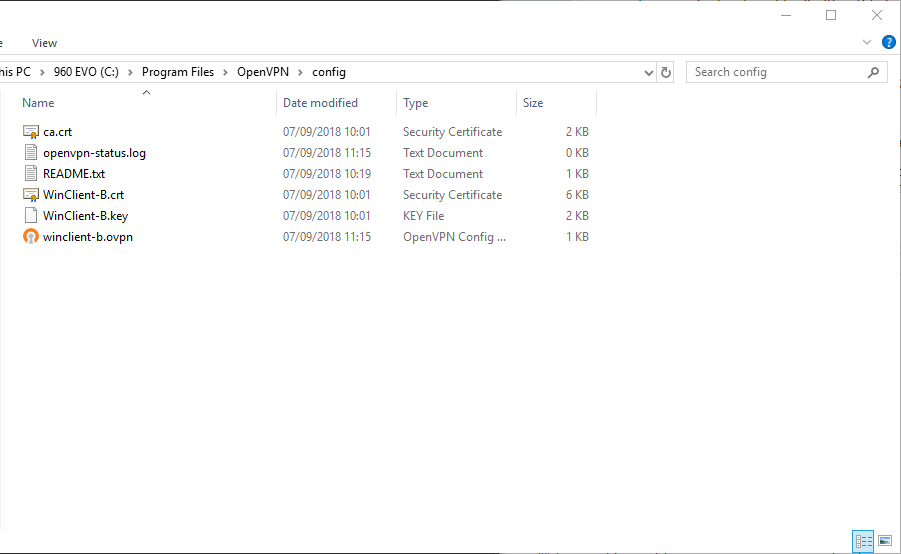 View
his PC > 960 EVO (C:) > Program Files > OpenVPN > config
Search config
Name Date modified Type Size
ca.crt 07/09/2018 10:01 Security Certificate 2 KB
openvpn-status.log 07/09/2018 11:15 Text Document 0 KB
README.txt 07/09/2018 10:19 Text Document 1 KB
WinClient-B.crt 07/09/2018 10:01 Security Certificate 6 KB
WinClient-B.key 07/09/2018 10:01 KEY File 2 KB
winclient-b.ovpn 07/09/2018 11:15 OpenVPN Config ... 1 KB